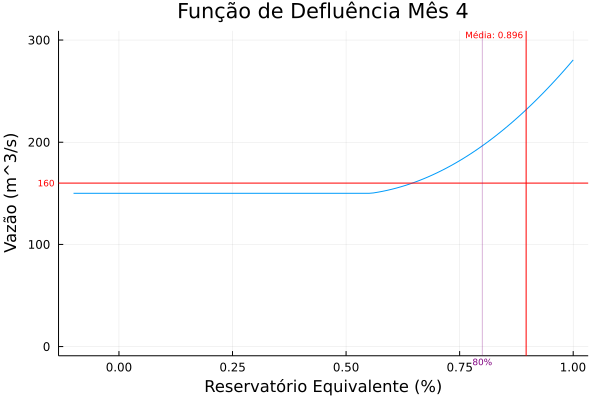 Função de Defluência Mês 4
Média: 0.896
300
200
160
100
0
Vazão (m^3/s)
0.00
0.25
0.50
0.75
80%
1.00
Reservatório Equivalente (%)